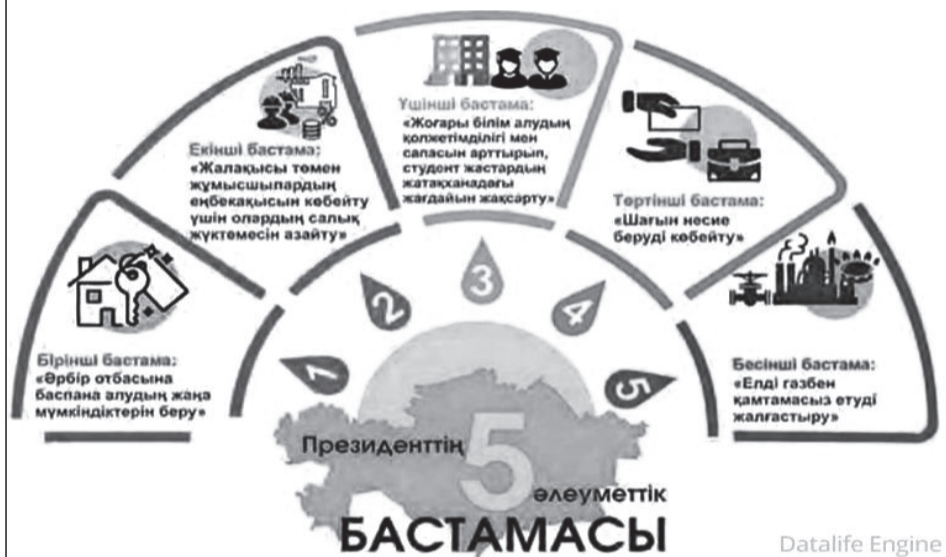 Бірінші бастама:
«Әрбір отбасына
баспана алудың жаңа
мүмкіндіктерін беру»
Екінші бастама:
«Жалақысы төмен
жұмысшылардың
еңбекақысын көбейту
үшін олардың салық
жүктемесін азайту»
Үшінші бастама:
«Жоғары білім алудың
қолжетімділігі мен
сапасын арттырып,
студент жастардың
жатақханадағы
жағдайын жақсарту»
Төртінші бастама:
«Шағын несие
беруді көбейту»
Бесінші бастама:
«Елді газбен
қамтамасыз етуді
жалғастыру»
1
2
3
4
5
Президенттің 5
әлеуметтік
БАСТАМАСЫ
Datalife Engine